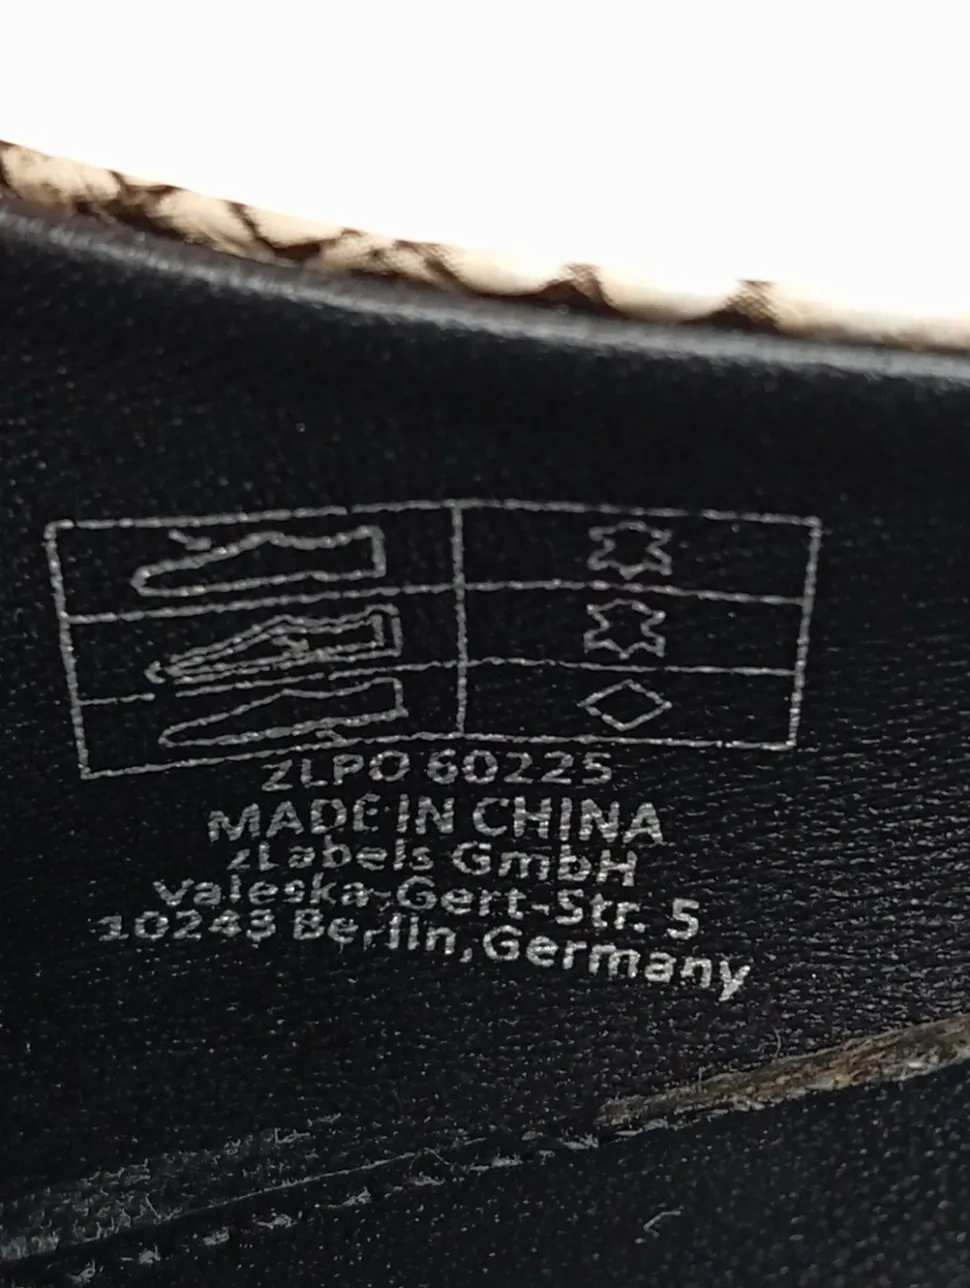 ZLPO 60225
MADE IN CHINA
zLabels GmbH
Valeska-Gert-Str. 5
10243 Berlin, Germany